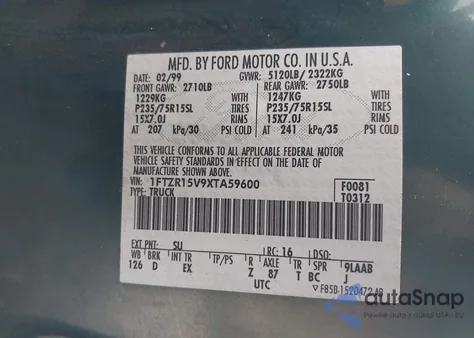 MFD. BY FORD MOTOR CO. IN U.S.A.
DATE: 02/99 GVWR: 5120LB/ 2322KG
FRONT GAWR: 2710LB REAR GAWR: 2750LB
1229KG WITH 1247KG WITH
P235/75R15SL TIRES P235/75R15SL TIRES
15X7.0J RIMS 15X7.0J RIMS
AT 207 kPa/30 PSI COLD AT 241 kPa/35 PSI COLD
THIS VEHICLE CONFORMS TO ALL APPLICABLE FEDERAL MOTOR
VEHICLE SAFETY STANDARDS IN EFFECT ON THE DATE OF
MANUFACTURE SHOWN ABOVE.
VIN: 1FTZR15V9XTA59600 F0081
TYPE: TRUCK T0312
EXT PNT: SU RC: 16 DSO:
WB BRK INT TR TP/PS R AXLE TR SPR 9LAAB
126 D EX Z 87 T BC J
UTC ▽ F85B-1520472-AB
autoSnap